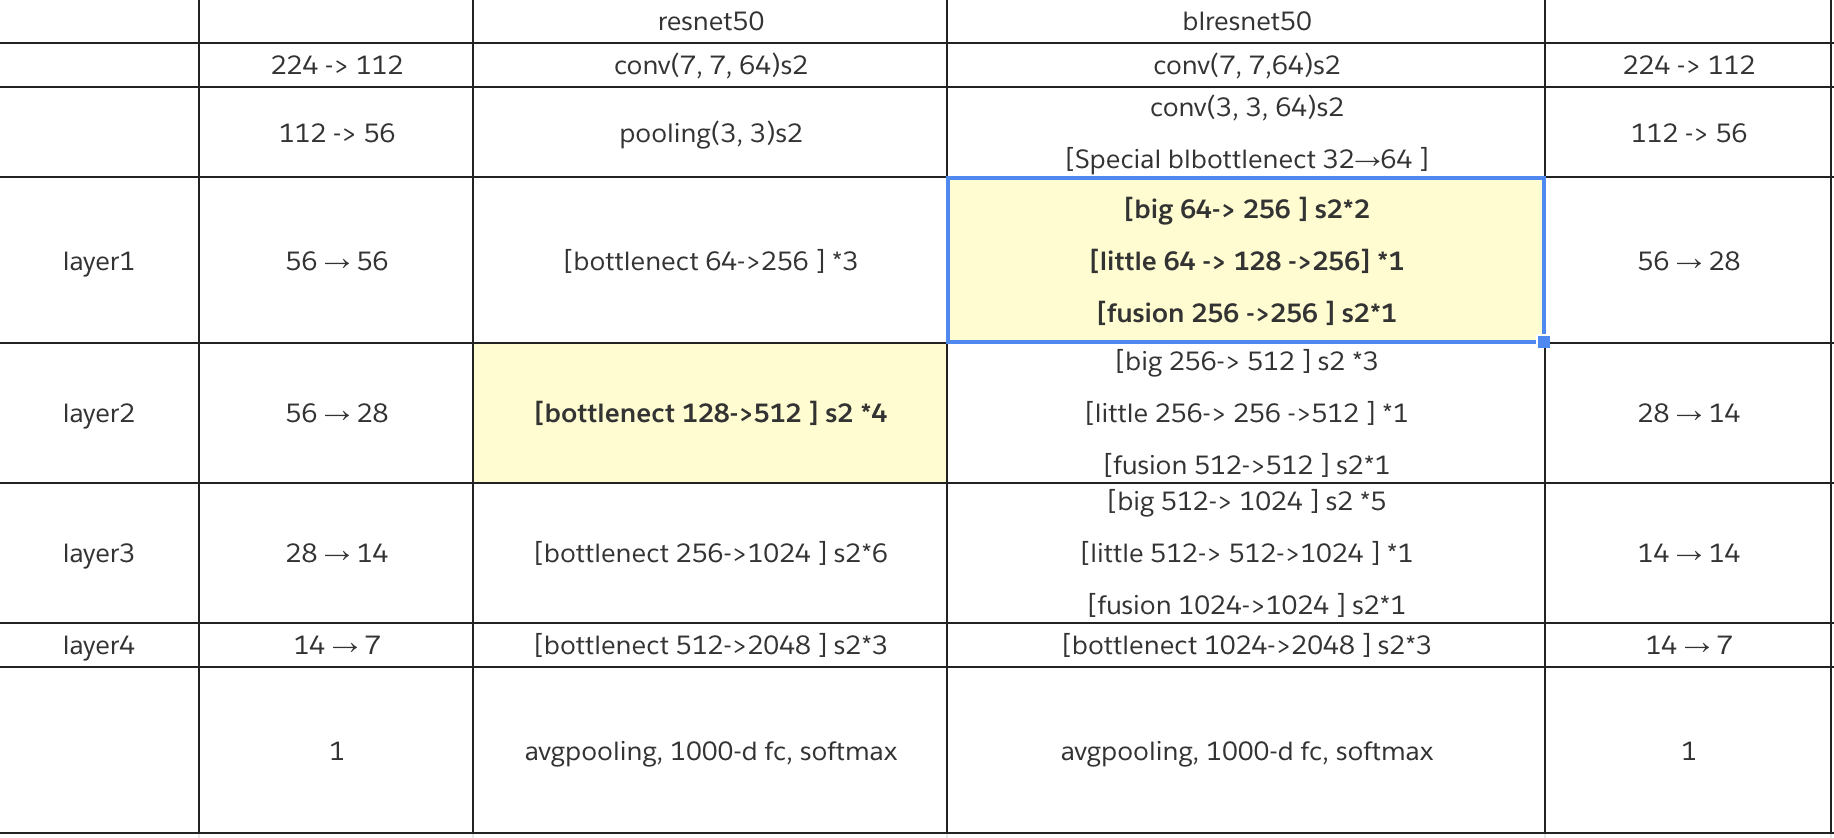 resnet50
blresnet50
224 -> 112
conv(7, 7, 64)s2
conv(7, 7,64)s2
224 -> 112
112 -> 56
pooling(3, 3)s2
conv(3, 3, 64)s2
[Special blbottlenect 32→64 ]
112 -> 56
layer1
56 → 56
[bottlenect 64->256 ] *3
[big 64-> 256 ] s2*2
[little 64 -> 128 ->256] *1
[fusion 256 ->256 ] s2*1
56 → 28
layer2
56 → 28
[bottlenect 128->512 ] s2 *4
[big 256-> 512 ] s2 *3
[little 256-> 256 ->512 ] *1
[fusion 512->512 ] s2*1
28 → 14
layer3
28 → 14
[bottlenect 256->1024 ] s2*6
[big 512-> 1024 ] s2 *5
[little 512-> 512->1024 ] *1
[fusion 1024->1024 ] s2*1
14 → 14
layer4
14 → 7
[bottlenect 512->2048 ] s2*3
[bottlenect 1024->2048 ] s2*3
14 → 7
1
avgpooling, 1000-d fc, softmax
avgpooling, 1000-d fc, softmax
1